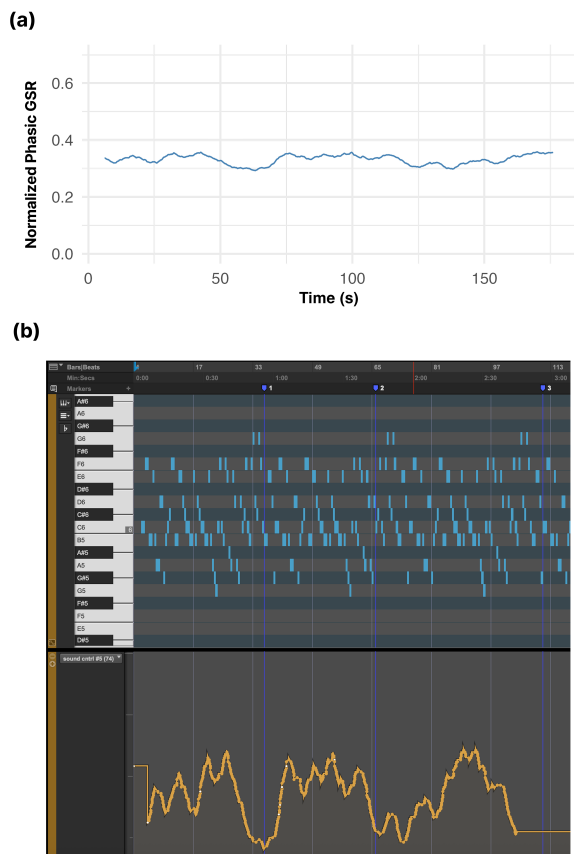 (a)
Normalized Phasic GSR
0.6
0.4
0.2
0.0
0 50 100 150
Time (s)
(b)
Bars|Beats 17 33 49 65 81 97 113
Min:Secs 0:00 0:30 1:00 1:30 2:00 2:30 3:00
Markers + 1 2 3
A#6
A6
G#6
G6
F#6
F6
E6
D#6
D6
C#6
C6 6
B5
A#5
A5
G#5
G5
F#5
F5
E5
D#5
sound cntrl #5 (74)